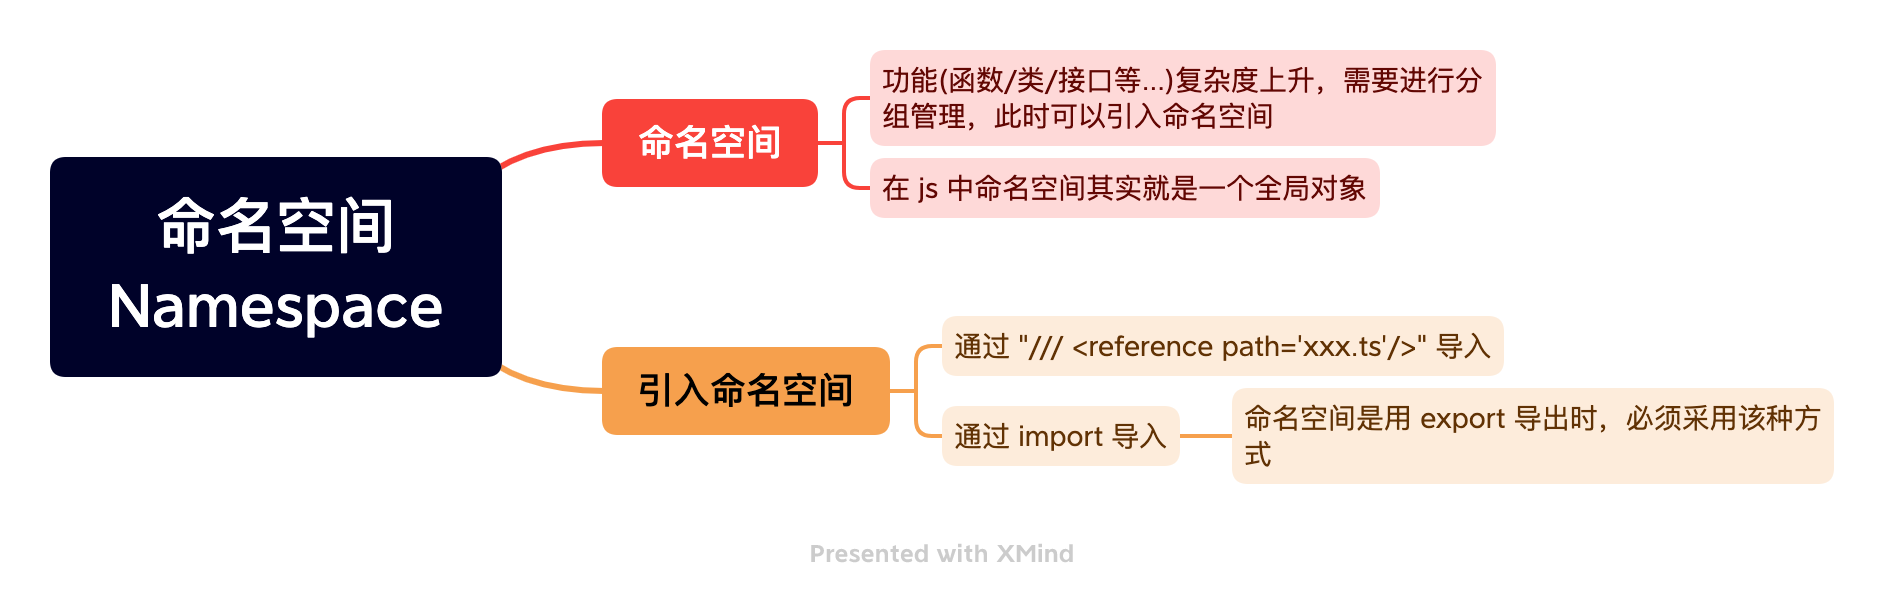 命名空间
Namespace
命名空间
功能(函数/类/接口等...)复杂度上升，需要进行分
组管理，此时可以引入命名空间
在 js 中命名空间其实就是一个全局对象
引入命名空间
通过 "/// <reference path='xxx.ts'/>" 导入
通过 import 导入
命名空间是用 export 导出时，必须采用该种方
式
Presented with XMind